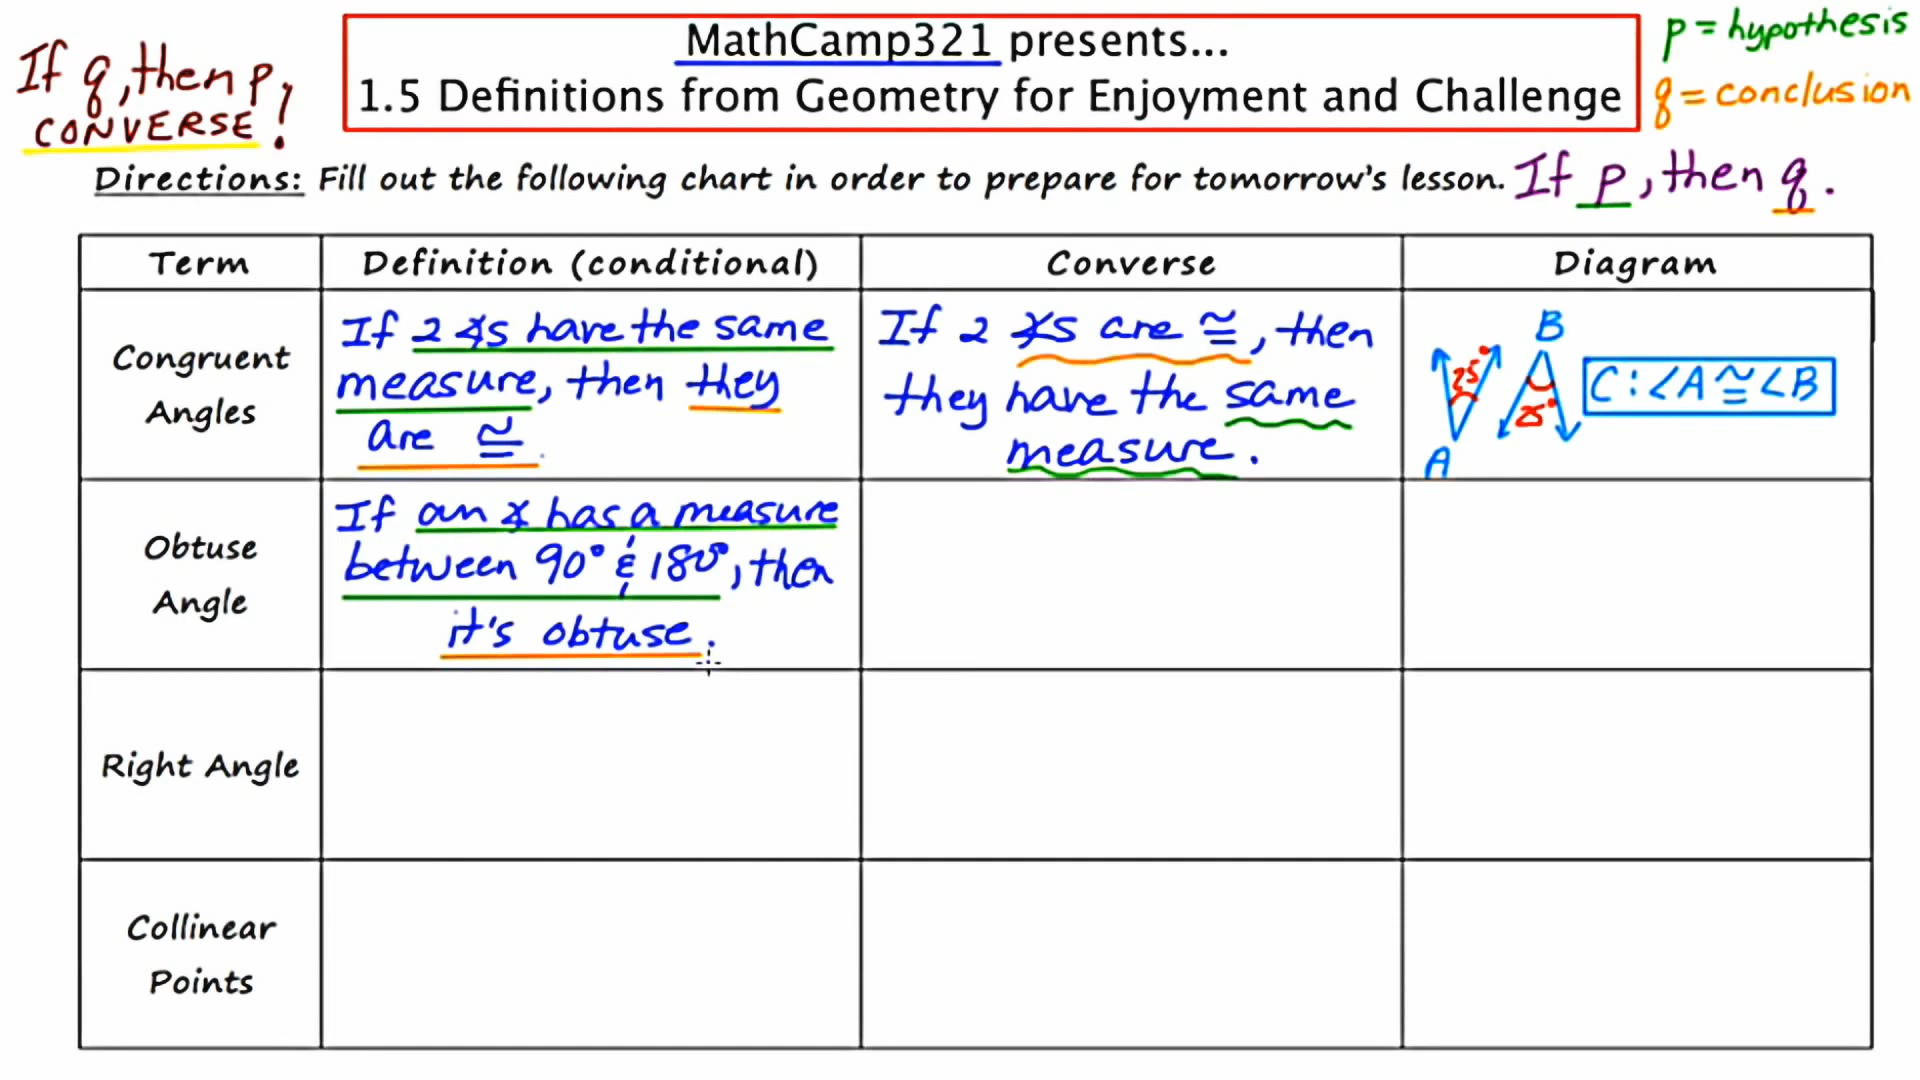 If q, then p
CONVERSE!
MathCamp321 presents...
1.5 Definitions from Geometry for Enjoyment and Challenge
p = hypothesis
q = conclusion
Directions: Fill out the following chart in order to prepare for tomorrow's lesson.
If p, then q.
Term
Definition (conditional)
Converse
Diagram
Congruent
Angles
If 2 ∡s have the same
measure, then they
are ≅.
If 2 ∡s are ≅, then
they have the same
measure.
25°
A
B
25°
C: ∠A ≅ ∠B
Obtuse
Angle
If an ∡ has a measure
between 90° & 180°, then
it's obtuse.
Right Angle
Collinear
Points